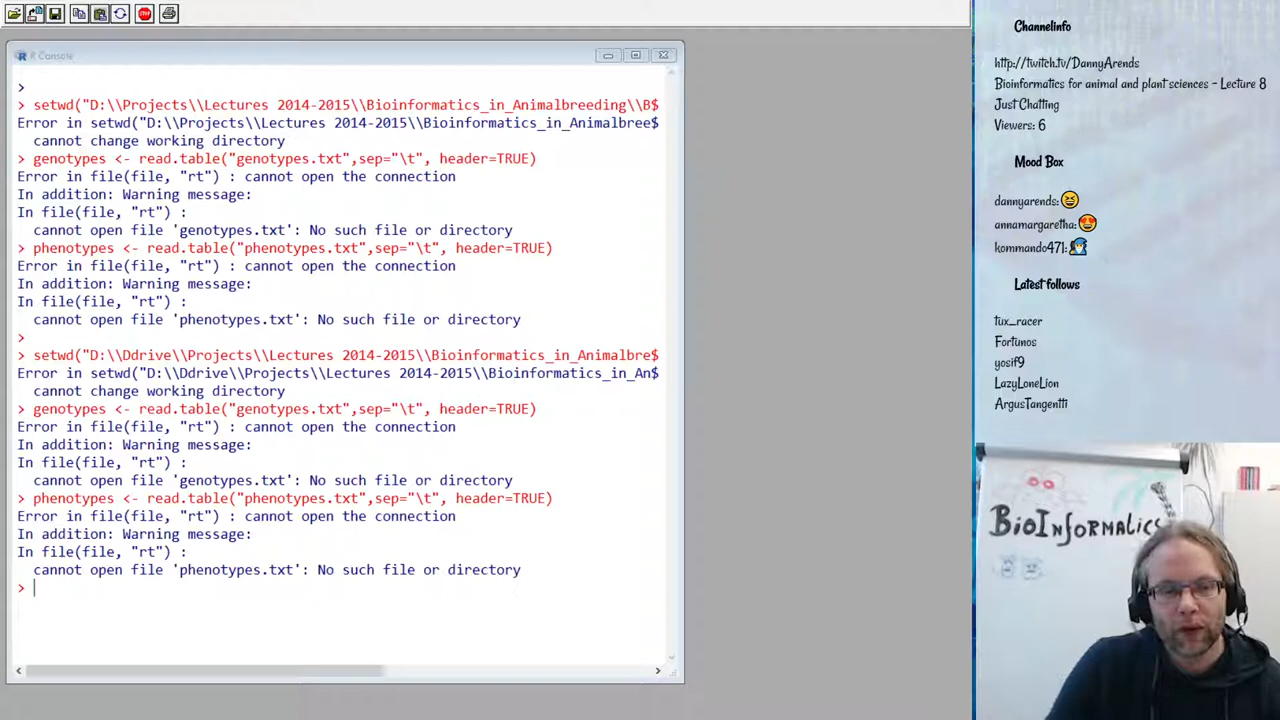 R Console
>
> setwd("D:\\Projects\\Lectures 2014-2015\\Bioinformatics_in_Animalbreeding\\B$
Error in setwd("D:\\Projects\\Lectures 2014-2015\\Bioinformatics_in_Animalbree$
cannot change working directory
> genotypes <- read.table("genotypes.txt",sep="\t", header=TRUE)
Error in file(file, "rt") : cannot open the connection
In addition: Warning message:
In file(file, "rt") :
cannot open file 'genotypes.txt': No such file or directory
> phenotypes <- read.table("phenotypes.txt",sep="\t", header=TRUE)
Error in file(file, "rt") : cannot open the connection
In addition: Warning message:
In file(file, "rt") :
cannot open file 'phenotypes.txt': No such file or directory
>
> setwd("D:\\Ddrive\\Projects\\Lectures 2014-2015\\Bioinformatics_in_Animalbre$
Error in setwd("D:\\Ddrive\\Projects\\Lectures 2014-2015\\Bioinformatics_in_An$
cannot change working directory
> genotypes <- read.table("genotypes.txt",sep="\t", header=TRUE)
Error in file(file, "rt") : cannot open the connection
In addition: Warning message:
In file(file, "rt") :
cannot open file 'genotypes.txt': No such file or directory
> phenotypes <- read.table("phenotypes.txt",sep="\t", header=TRUE)
Error in file(file, "rt") : cannot open the connection
In addition: Warning message:
In file(file, "rt") :
cannot open file 'phenotypes.txt': No such file or directory
>
Channelinfo
http://twitch.tv/DannyArends
Bioinformatics for animal and plant sciences - Lecture 8
Just Chatting
Viewers: 6
Mood Box
dannyarends:
annamargaretha:
kommando471:
Latest follows
tux_racer
Fortunos
yosif9
LazyLoneLion
ArgusTangentti
BioInformatics